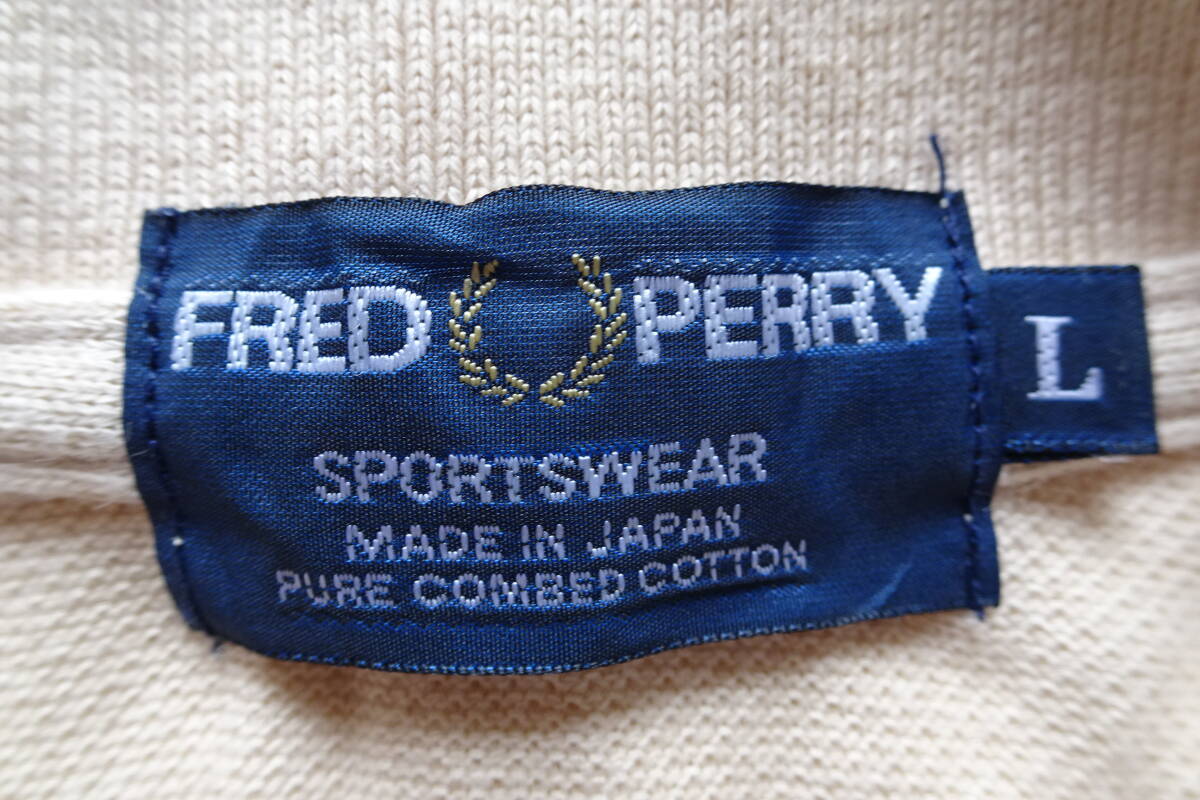 FRED PERRY
L
SPORTSWEAR
MADE IN JAPAN
PURE COMBED COTTON